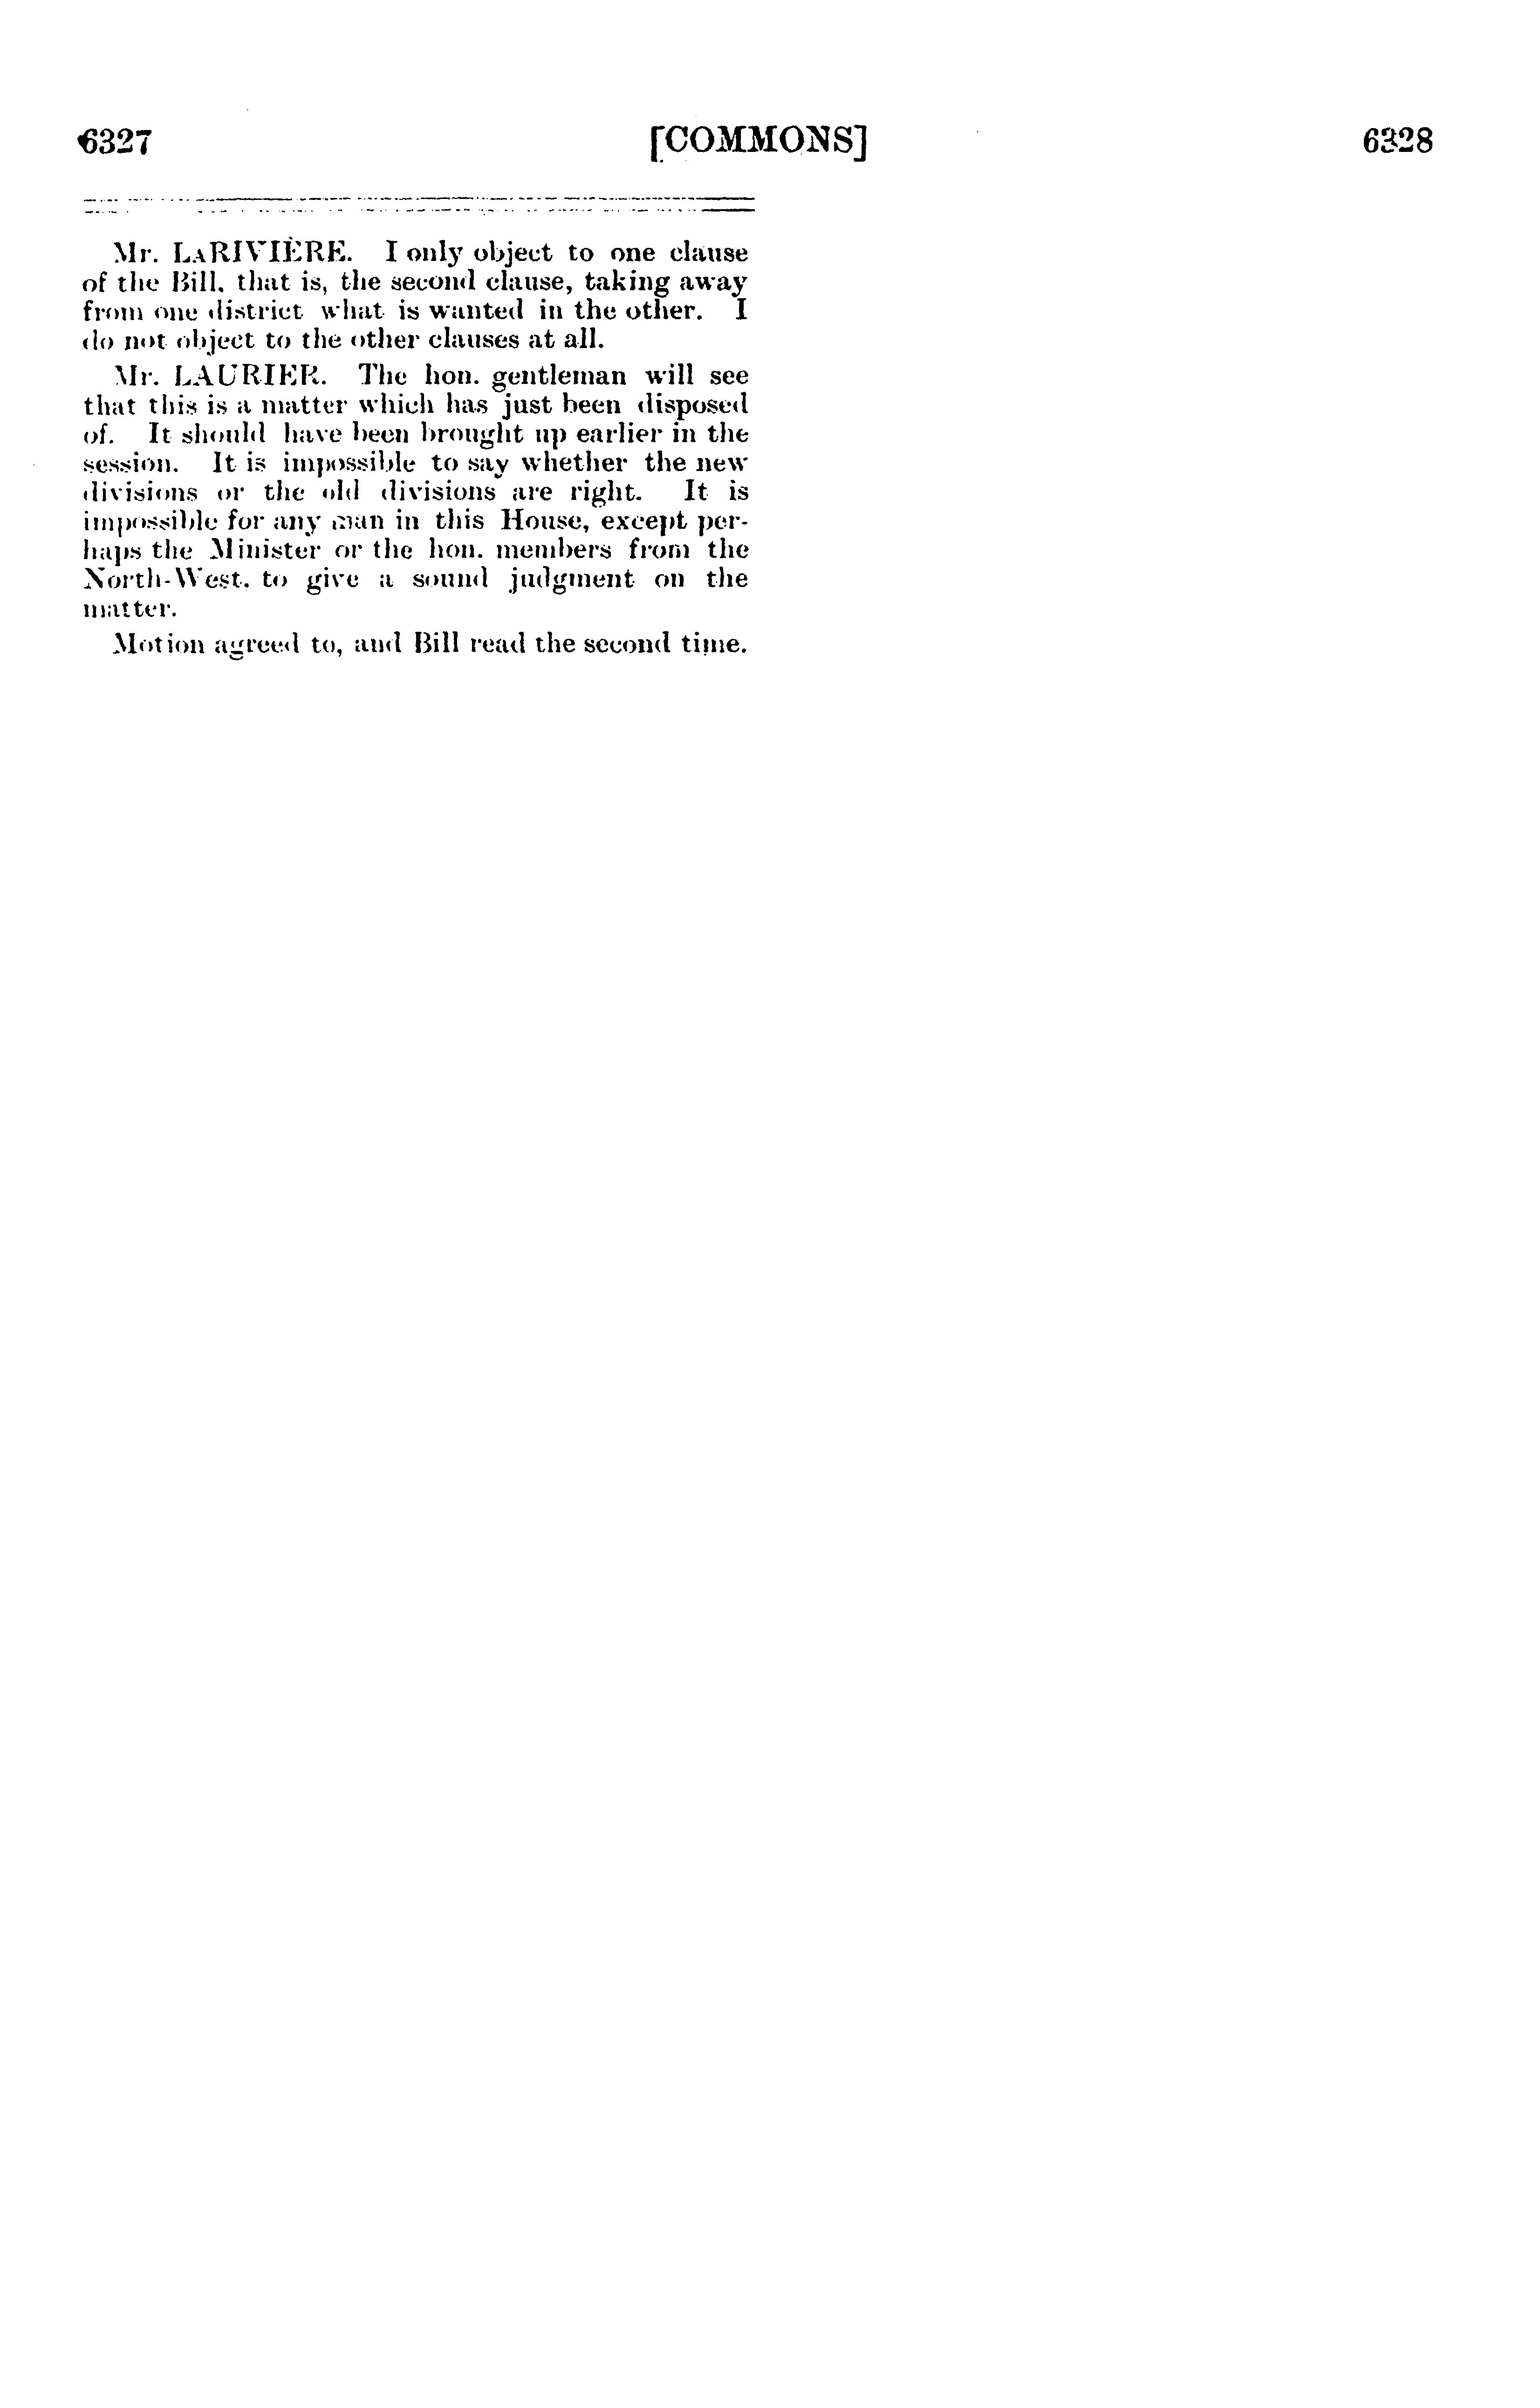 6327
[COMMONS]
6328
Mr. LARIVIÈRE. I only object to one clause
of the Bill, that is, the second clause, taking away
from one district what is wanted in the other. I
do not object to the other clauses at all.
Mr. LAURIER. The hon. gentleman will see
that this is a matter which has just been disposed
of. It should have been brought up earlier in the
session. It is impossible to say whether the new
divisions or the old divisions are right. It is
impossible for any man in this House, except per-
haps the Minister or the hon. members from the
North-West, to give a sound judgment on the
matter.
Motion agreed to, and Bill read the second time.